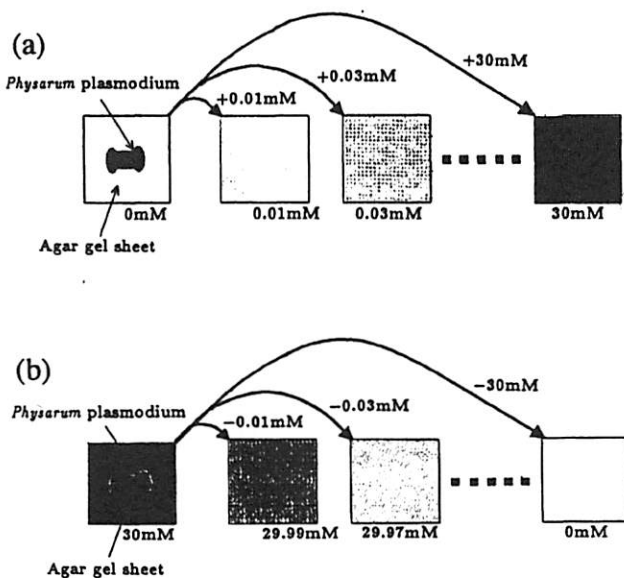 (a)
Physarum plasmodium
+0.01mM
+0.03mM
+30mM
0mM
0.01mM
0.03mM
30mM
Agar gel sheet
(b)
Physarum plasmodium
−0.01mM
−0.03mM
−30mM
30mM
29.99mM
29.97mM
0mM
Agar gel sheet